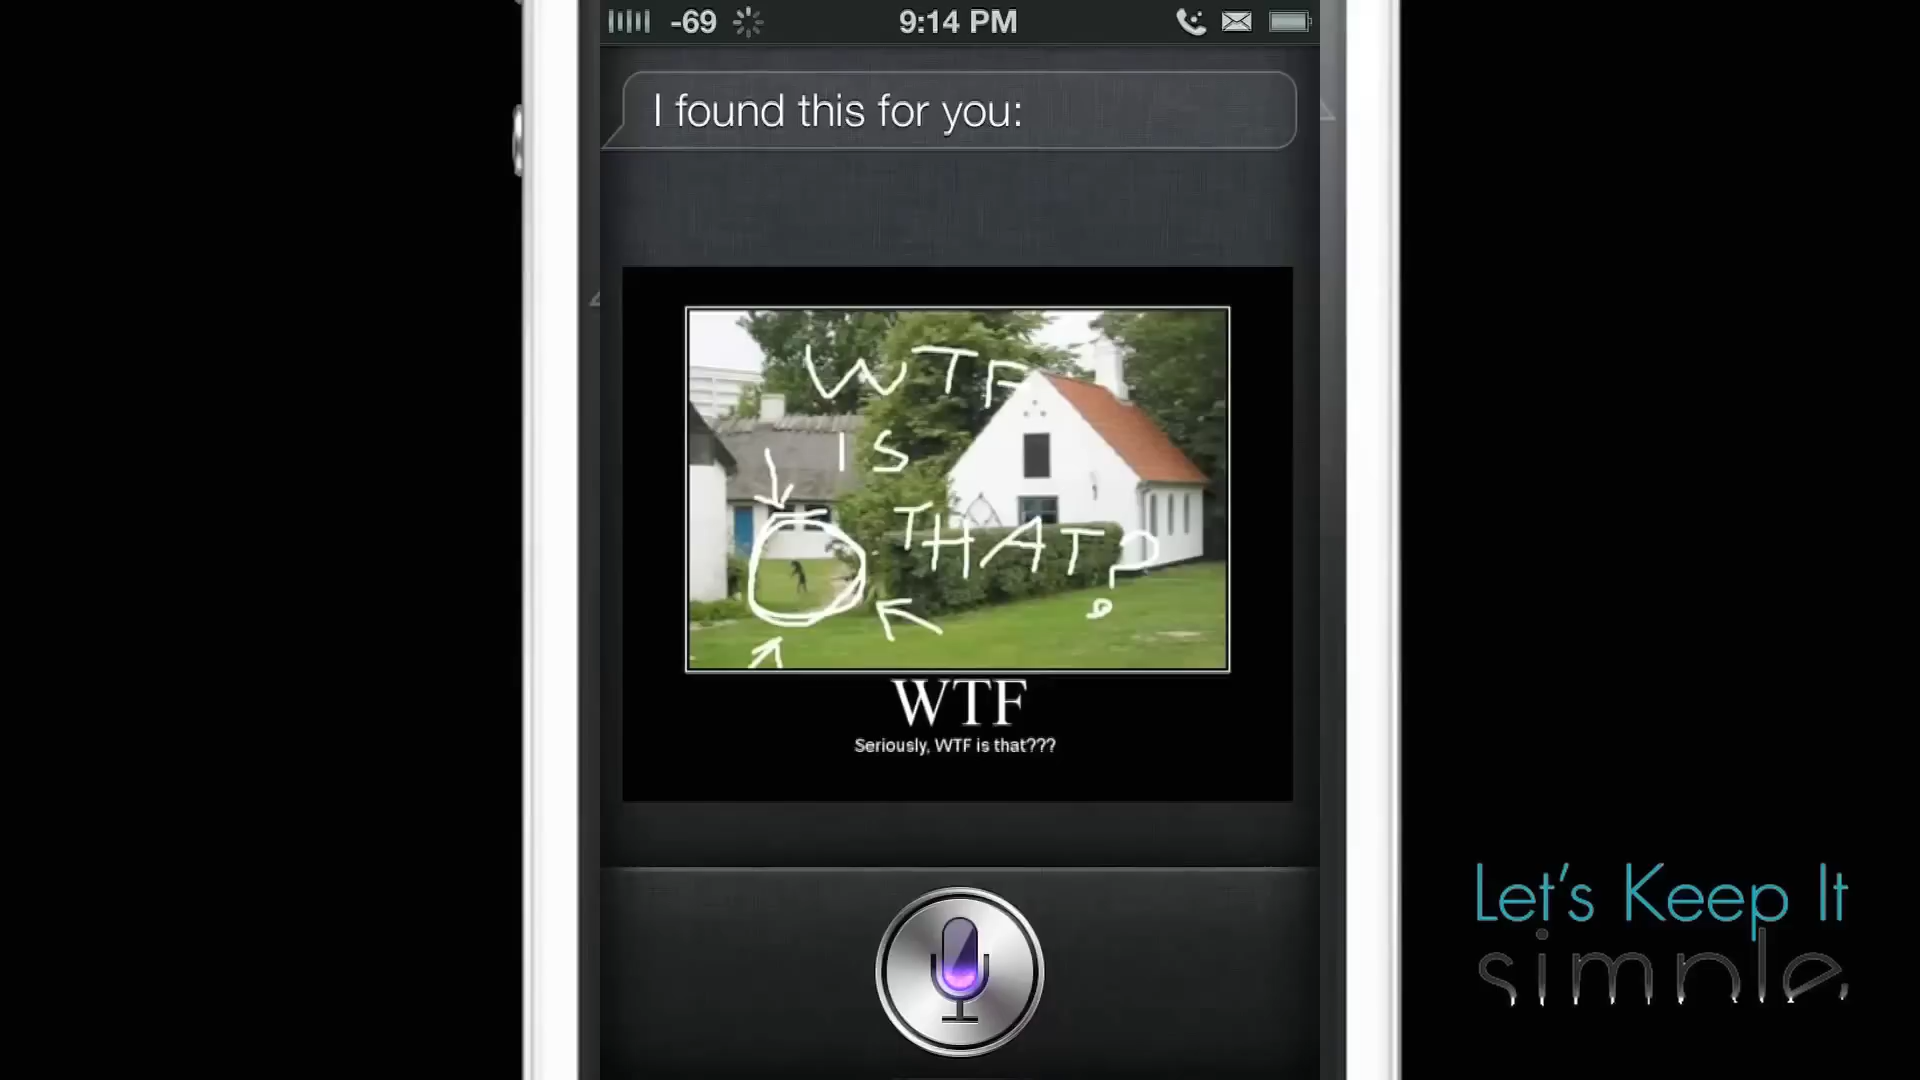 -69
9:14 PM
I found this for you:
WTF
IS
THAT?
WTF
Seriously, WTF is that???
Let's Keep It
simple.